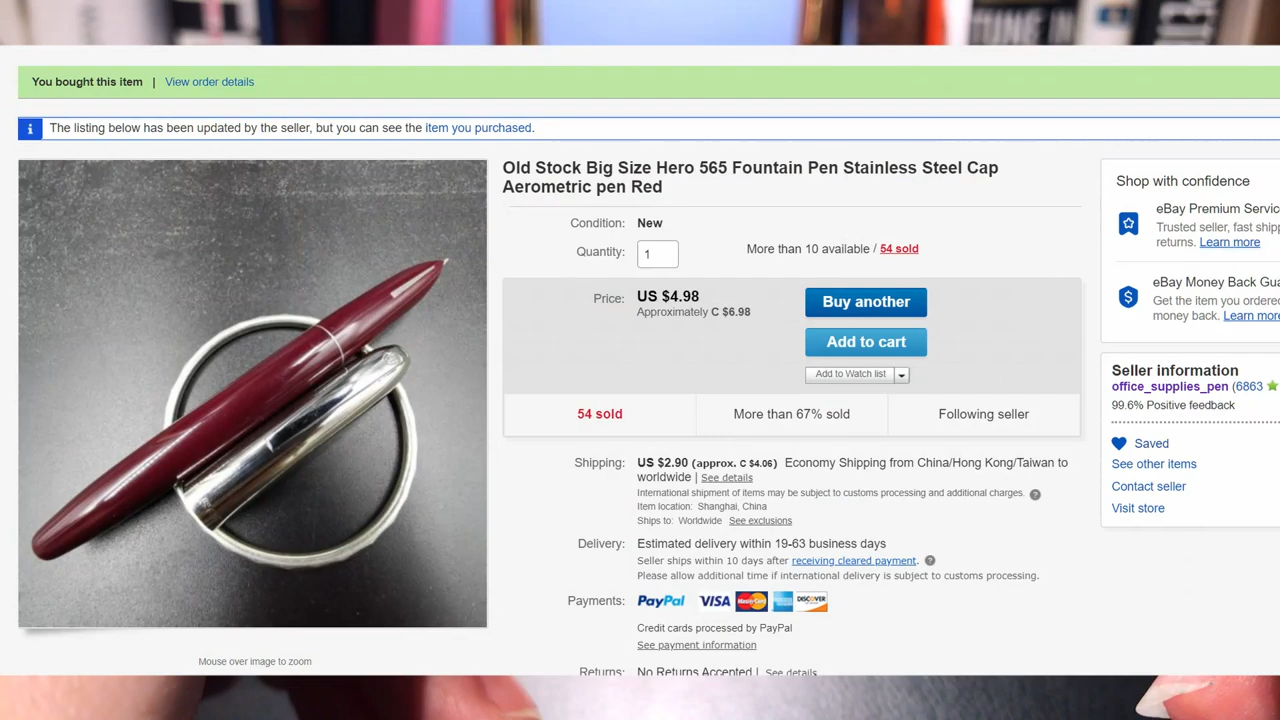 TUNE IN
You bought this item | View order details
i The listing below has been updated by the seller, but you can see the item you purchased.
Old Stock Big Size Hero 565 Fountain Pen Stainless Steel Cap
Aerometric pen Red
Condition: New
Quantity: 1 More than 10 available / 54 sold
Price: US $4.98
Approximately C $6.98
Buy another
Add to cart
Add to Watch list
54 sold More than 67% sold Following seller
Shipping: US $2.90 (approx. C $4.06) Economy Shipping from China/Hong Kong/Taiwan to
worldwide | See details
International shipment of items may be subject to customs processing and additional charges. ?
Item location: Shanghai, China
Ships to: Worldwide See exclusions
Delivery: Estimated delivery within 19-63 business days
Seller ships within 10 days after receiving cleared payment. ?
Please allow additional time if international delivery is subject to customs processing.
Payments: PayPal VISA MasterCard DISCOVER
Credit cards processed by PayPal
See payment information
Returns: No Returns Accepted | See details
Mouse over image to zoom
Shop with confidence
eBay Premium Servic
Trusted seller, fast ship
returns. Learn more
$ eBay Money Back Gua
Get the item you ordere
money back. Learn more
Seller information
office_supplies_pen (6863
99.6% Positive feedback
Saved
See other items
Contact seller
Visit store